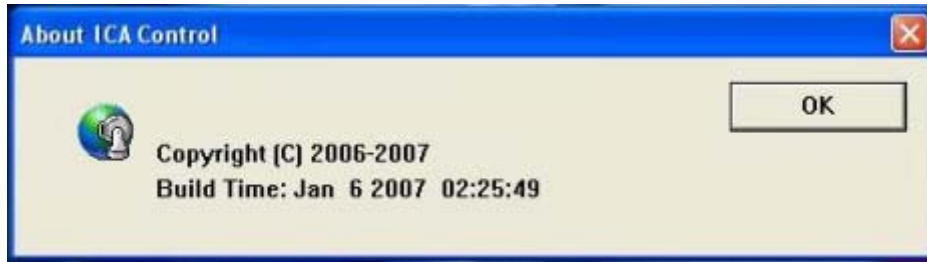 About ICA Control
OK
Copyright (C) 2006-2007
Build Time: Jan  6 2007  02:25:49